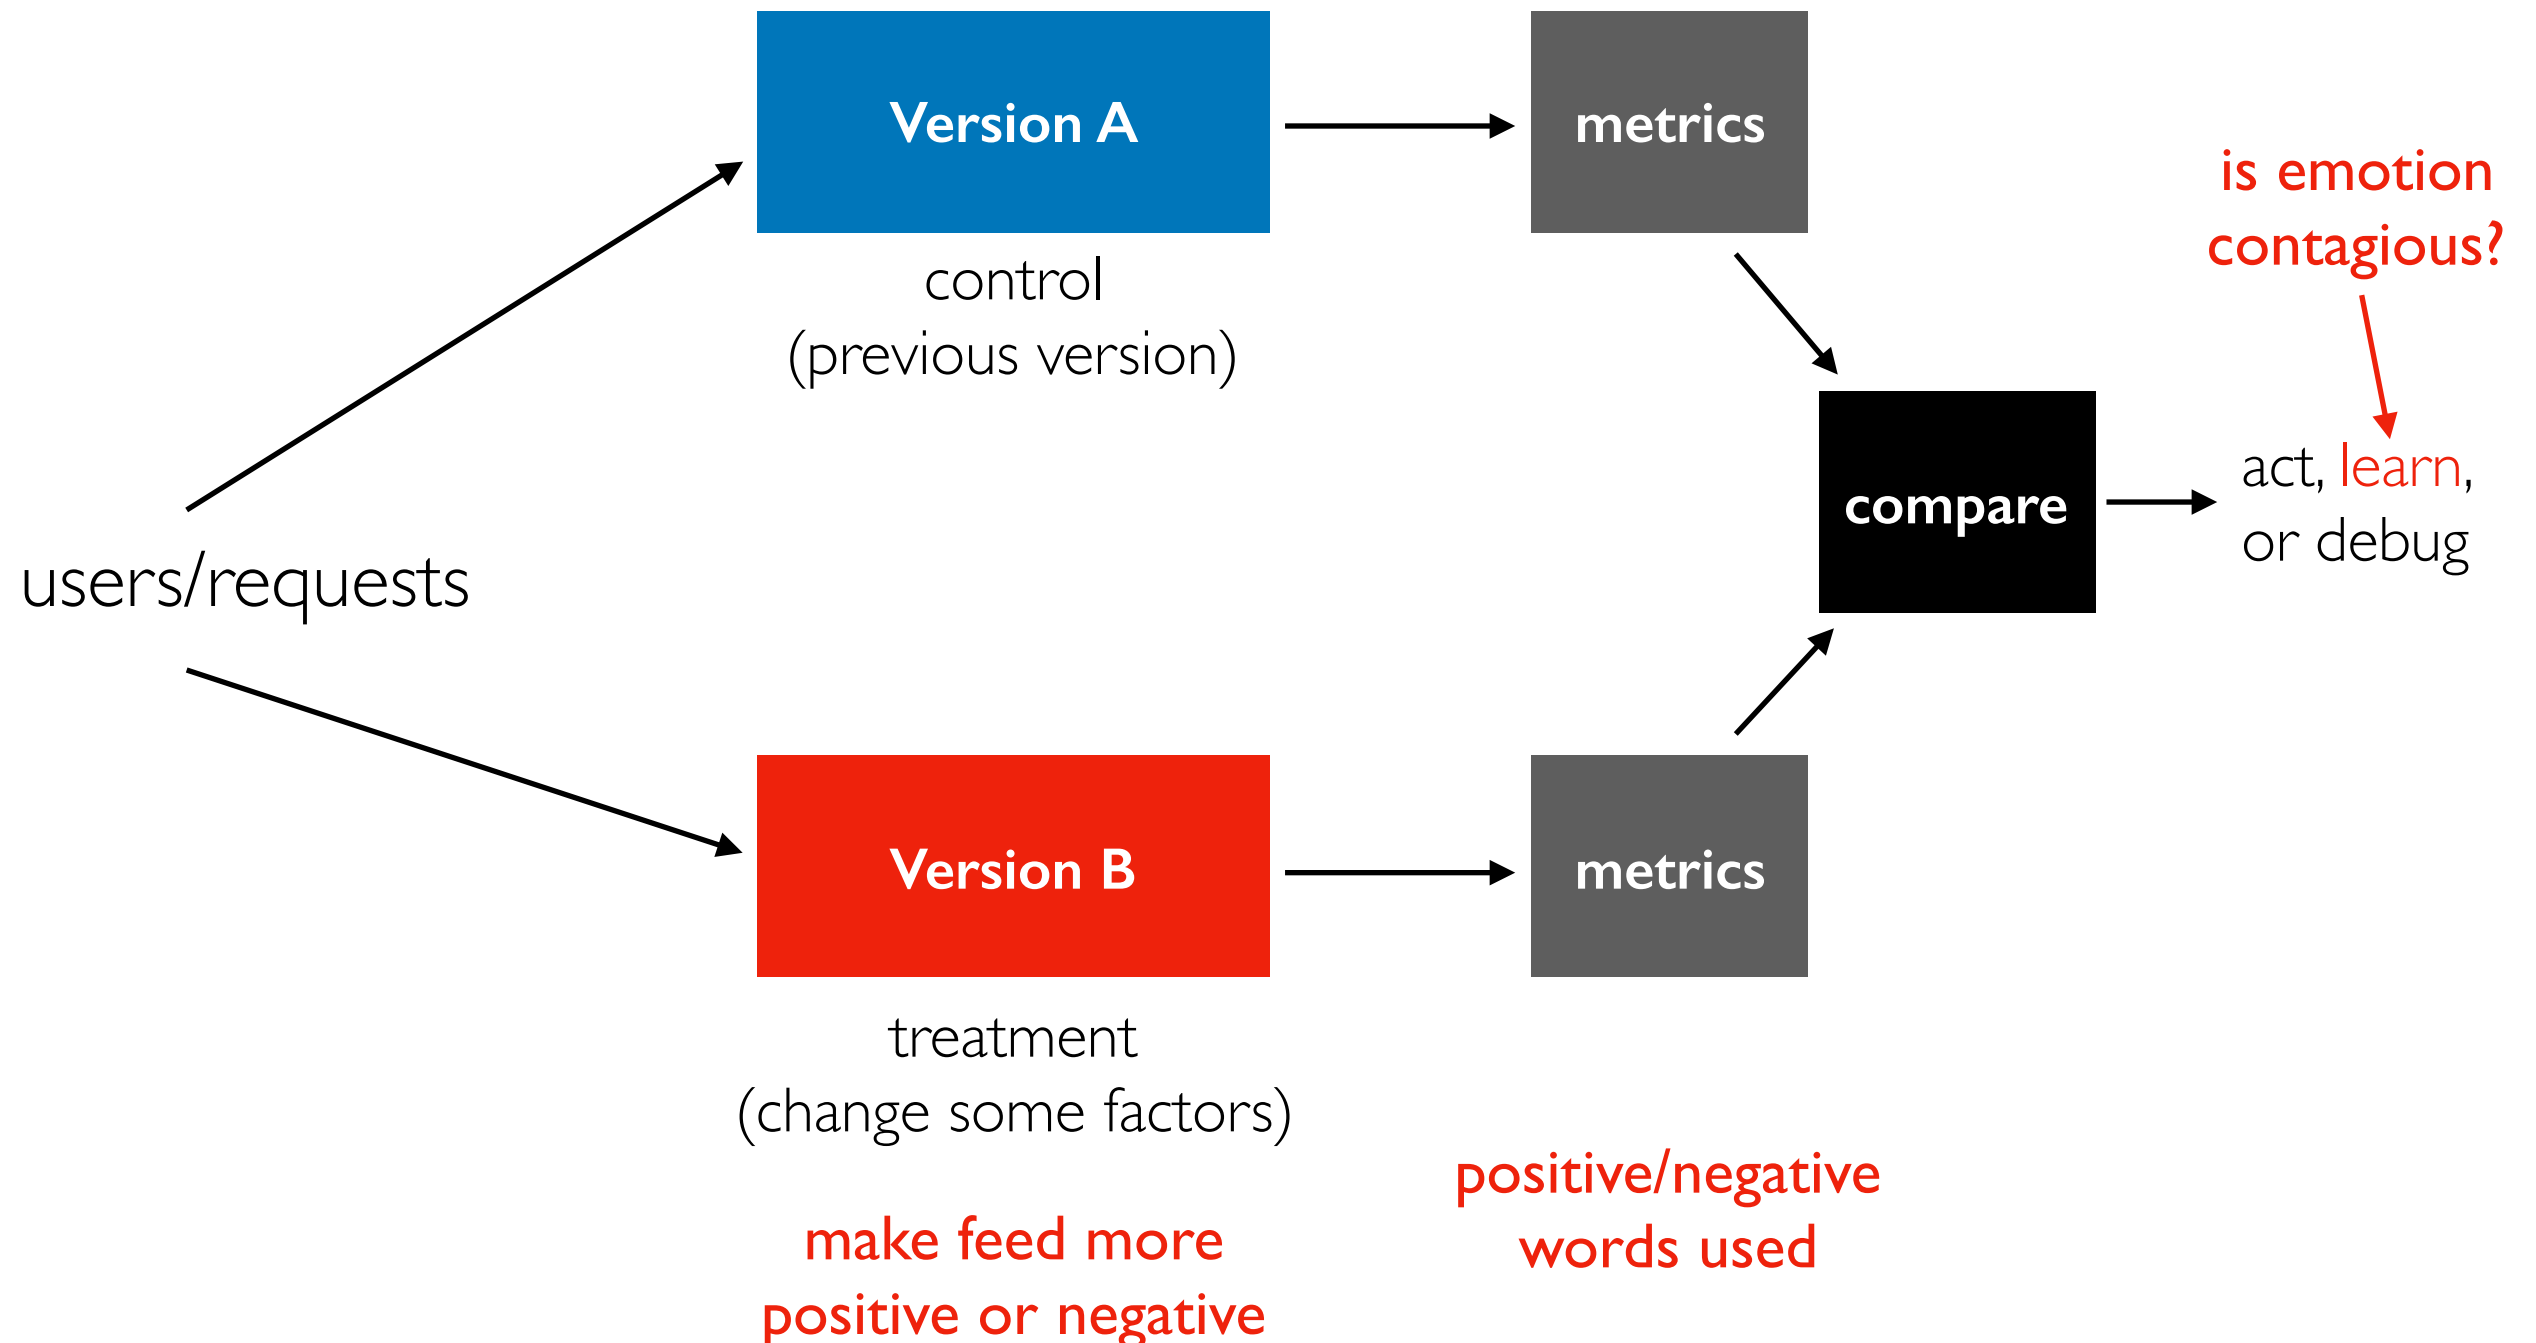 Version A
metrics
control
(previous version)
is emotion
contagious?
users/requests
compare
act, learn,
or debug
Version B
metrics
treatment
(change some factors)
make feed more
positive or negative
positive/negative
words used